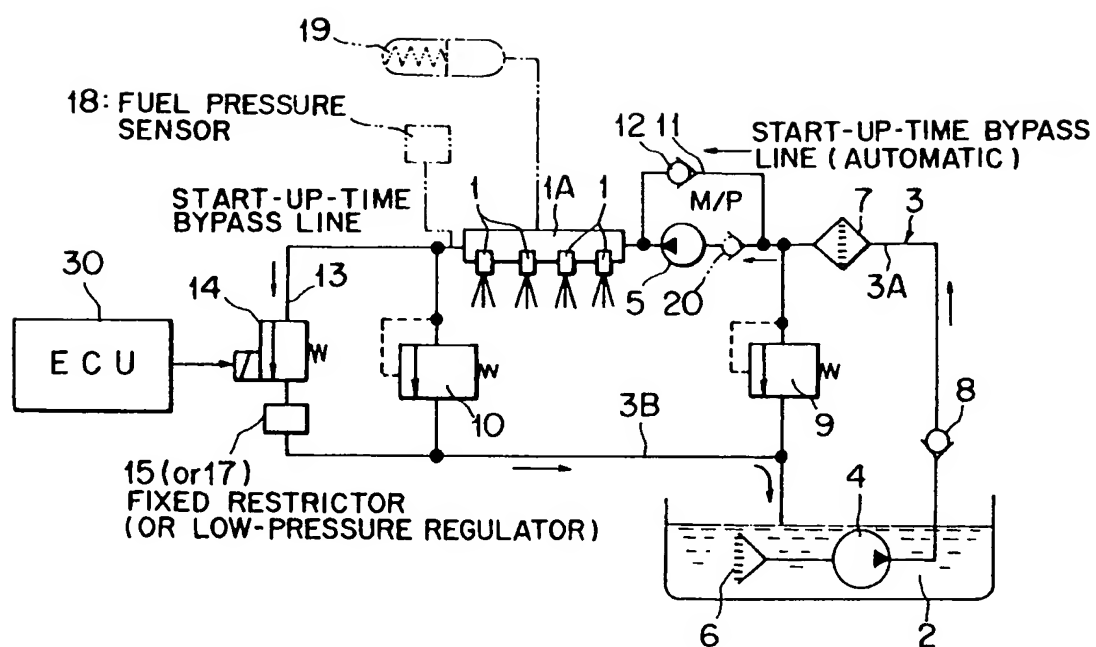 19
18: FUEL PRESSURE
SENSOR
12
11
START-UP-TIME BYPASS
LINE (AUTOMATIC)
START-UP-TIME
BYPASS LINE
1
1A
1
M/P
7
3
30
14
13
5
20
3A
ECU
10
9
8
3B
15 (or 17)
FIXED RESTRICTOR
(OR LOW-PRESSURE REGULATOR)
4
6
2